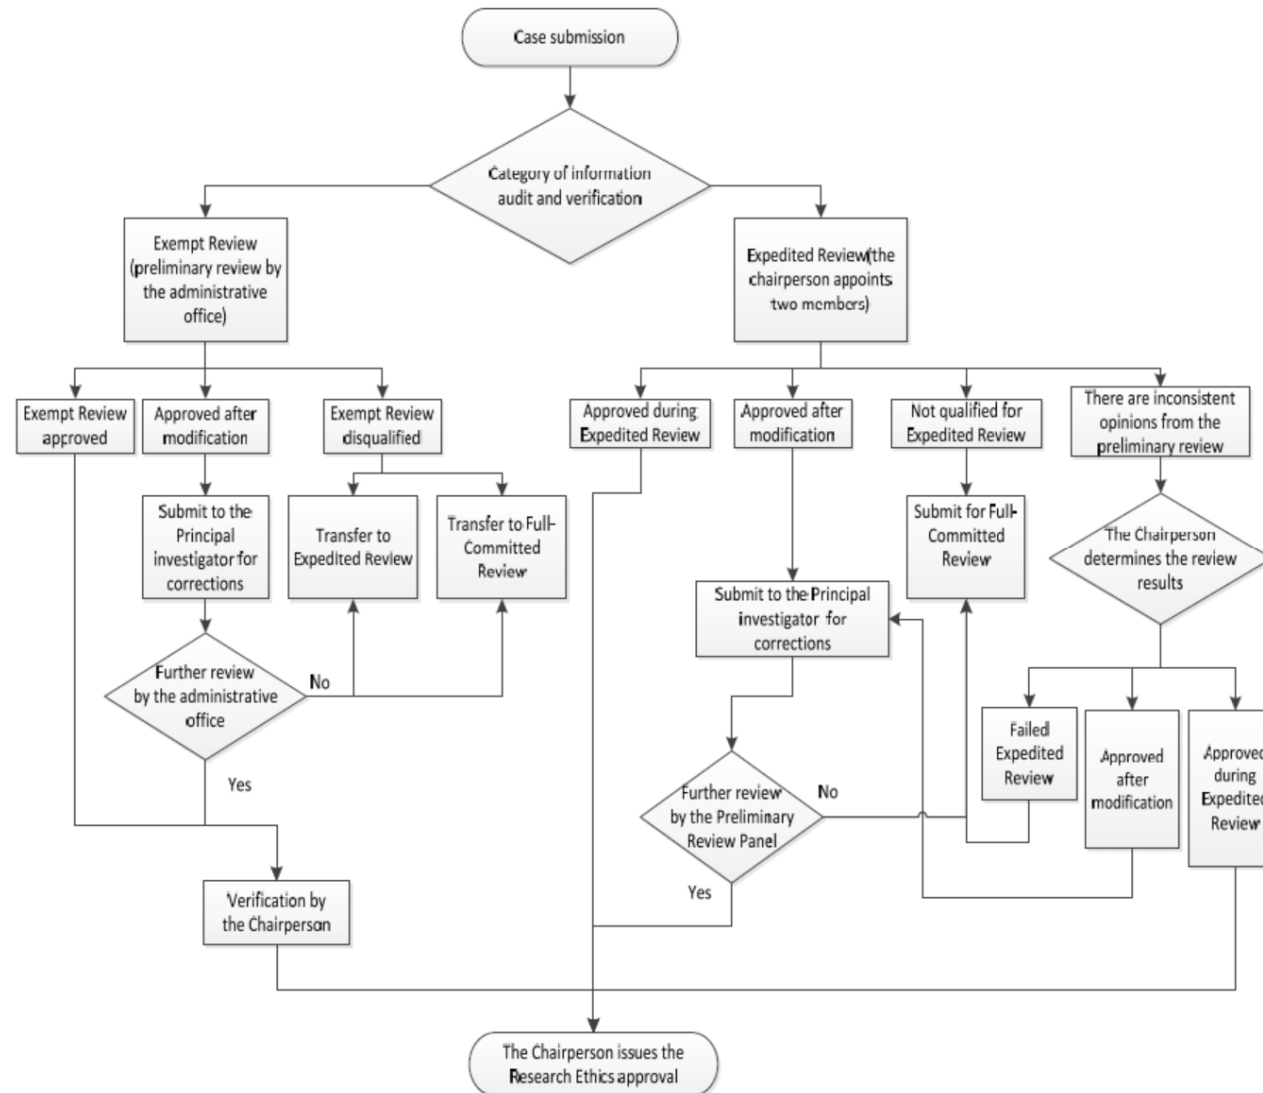 Case submission
Category of information
audit and verification
Exempt Review
(preliminary review by
the administrative
office)
Expedited Review(the
chairperson appoints
two members)
Exempt Review
approved
Approved after
modification
Exempt Review
disqualified
Approved during
Expedited Review
Approved after
modification
Not qualified for
Expedited Review
There are inconsistent
opinions from the
preliminary review
Submit to the
Principal
investigator for
corrections
Transfer to
Expedited Review
Transfer to Full-
Committed
Review
Submit for Full-
Committed
Review
The Chairperson
determines the review
results
Submit to the Principal
investigator for
corrections
Further review
by the administrative
office
No
Yes
Failed
Expedited
Review
Approved
after
modification
Approved
during
Expedited
Review
Further review
by the Preliminary
Review Panel
No
Yes
Verification by
the Chairperson
The Chairperson issues the
Research Ethics approval